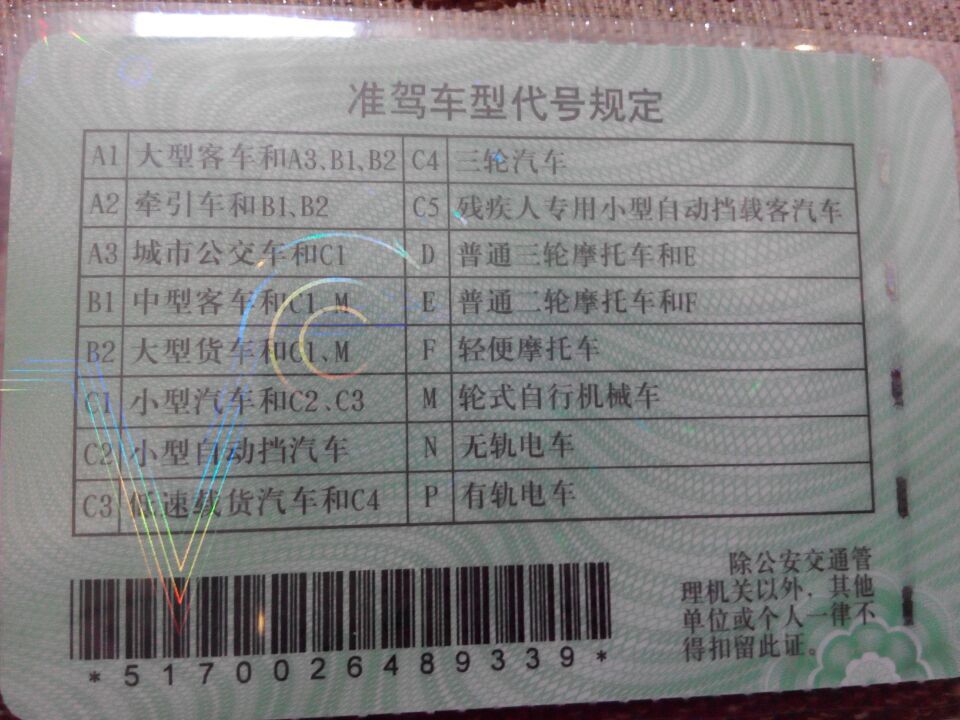 准驾车型代号规定
A1 大型客车和A3、B1、B2 C4 三轮汽车
A2 牵引车和B1、B2 C5 残疾人专用小型自动挡载客汽车
A3 城市公交车和C1 D 普通三轮摩托车和E
B1 中型客车和C1、M E 普通二轮摩托车和F
B2 大型货车和C1、M F 轻便摩托车
C1 小型汽车和C2、C3 M 轮式自行机械车
C2 小型自动挡汽车 N 无轨电车
C3 低速载货汽车和C4 P 有轨电车
除公安交通管
理机关以外，其他
单位或个人一律不
得扣留此证。
*5170026489339*